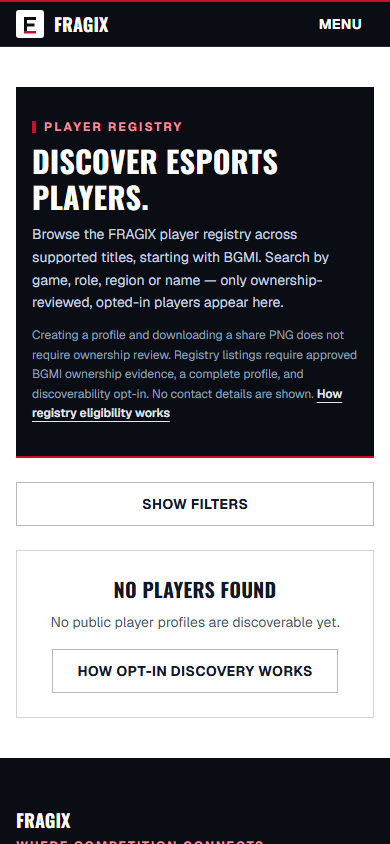 E FRAGIX MENU
PLAYER REGISTRY
DISCOVER ESPORTS
PLAYERS.
Browse the FRAGIX player registry across
supported titles, starting with BGMI. Search by
game, role, region or name — only ownership-
reviewed, opted-in players appear here.
Creating a profile and downloading a share PNG does not
require ownership review. Registry listings require approved
BGMI ownership evidence, a complete profile, and
discoverability opt-in. No contact details are shown. How
registry eligibility works
SHOW FILTERS
NO PLAYERS FOUND
No public player profiles are discoverable yet.
HOW OPT-IN DISCOVERY WORKS
FRAGIX
WHERE COMPETITION CONNECTS